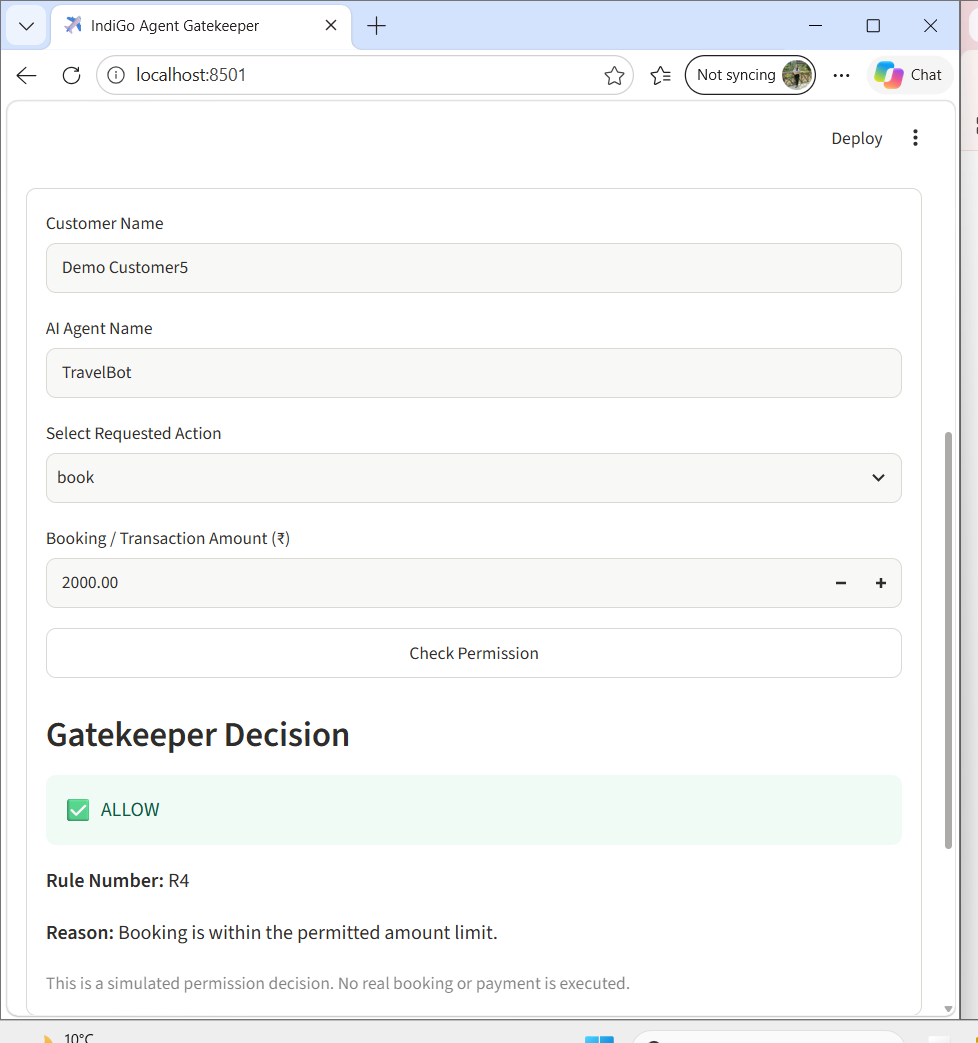 IndiGo Agent Gatekeeper
localhost:8501
Not syncing
Chat
Deploy
Customer Name
Demo Customer5
AI Agent Name
TravelBot
Select Requested Action
book
Booking / Transaction Amount (₹)
2000.00
Check Permission
Gatekeeper Decision
ALLOW
Rule Number: R4
Reason: Booking is within the permitted amount limit.
This is a simulated permission decision. No real booking or payment is executed.
10°C